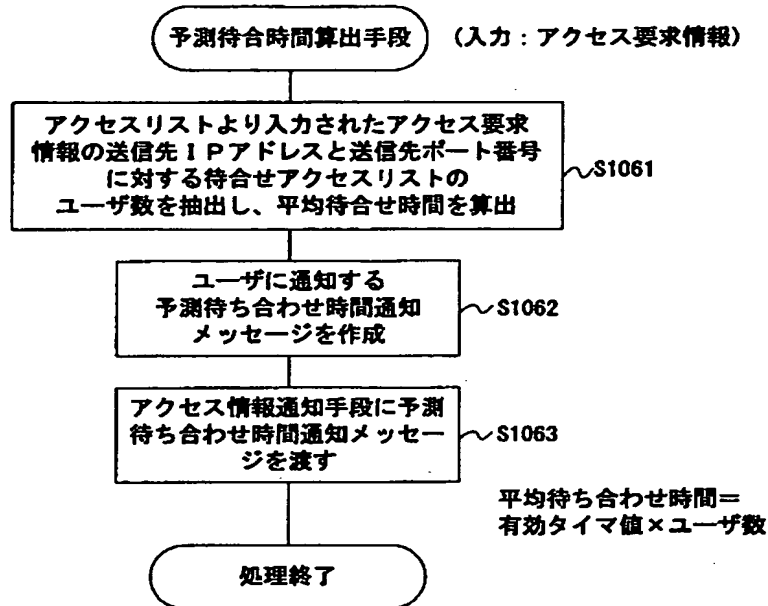 予測待合時間算出手段
(入力:アクセス要求情報)
アクセスリストより入力されたアクセス要求
情報の送信先IPアドレスと送信先ポート番号
に対する待合せアクセスリストの
ユーザ数を抽出し、平均待合せ時間を算出
S1061
ユーザに通知する
予測待ち合わせ時間通知
メッセージを作成
S1062
アクセス情報通知手段に予測
待ち合わせ時間通知メッセー
ジを渡す
S1063
平均待ち合わせ時間=
有効タイマ値×ユーザ数
処理終了